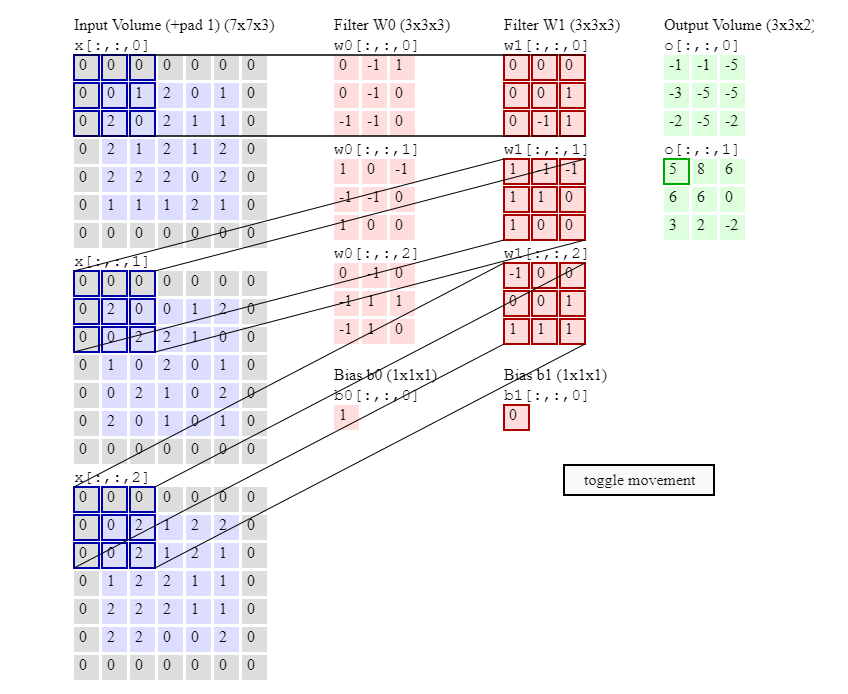 Input Volume (+pad 1) (7x7x3)
x[:,:,0]
0 0 0 0 0 0 0
0 0 1 2 0 1 0
0 2 0 2 1 1 0
0 2 1 2 1 2 0
0 2 2 2 0 2 0
0 1 1 1 2 1 0
0 0 0 0 0 0 0
x[:,:,1]
0 0 0 0 0 0 0
0 2 0 0 1 2 0
0 0 2 2 1 0 0
0 1 0 2 0 1 0
0 0 2 1 0 2 0
0 2 0 1 0 1 0
0 0 0 0 0 0 0
x[:,:,2]
0 0 0 0 0 0 0
0 0 2 1 2 2 0
0 0 2 1 2 1 0
0 1 2 2 1 1 0
0 2 2 2 1 1 0
0 2 2 0 0 2 0
0 0 0 0 0 0 0
Filter W0 (3x3x3)
w0[:,:,0]
0 -1 1
0 -1 0
-1 -1 0
w0[:,:,1]
1 0 -1
-1 -1 0
1 0 0
w0[:,:,2]
0 -1 0
-1 1 1
-1 1 0
Bias b0 (1x1x1)
b0[:,:,0]
1
Filter W1 (3x3x3)
w1[:,:,0]
0 0 0
0 0 1
0 -1 1
w1[:,:,1]
1 -1 -1
1 1 0
1 0 0
w1[:,:,2]
-1 0 0
0 0 1
1 1 1
Bias b1 (1x1x1)
b1[:,:,0]
0
Output Volume (3x3x2)
o[:,:,0]
-1 -1 -5
-3 -5 -5
-2 -5 -2
o[:,:,1]
5 8 6
6 6 0
3 2 -2
toggle movement